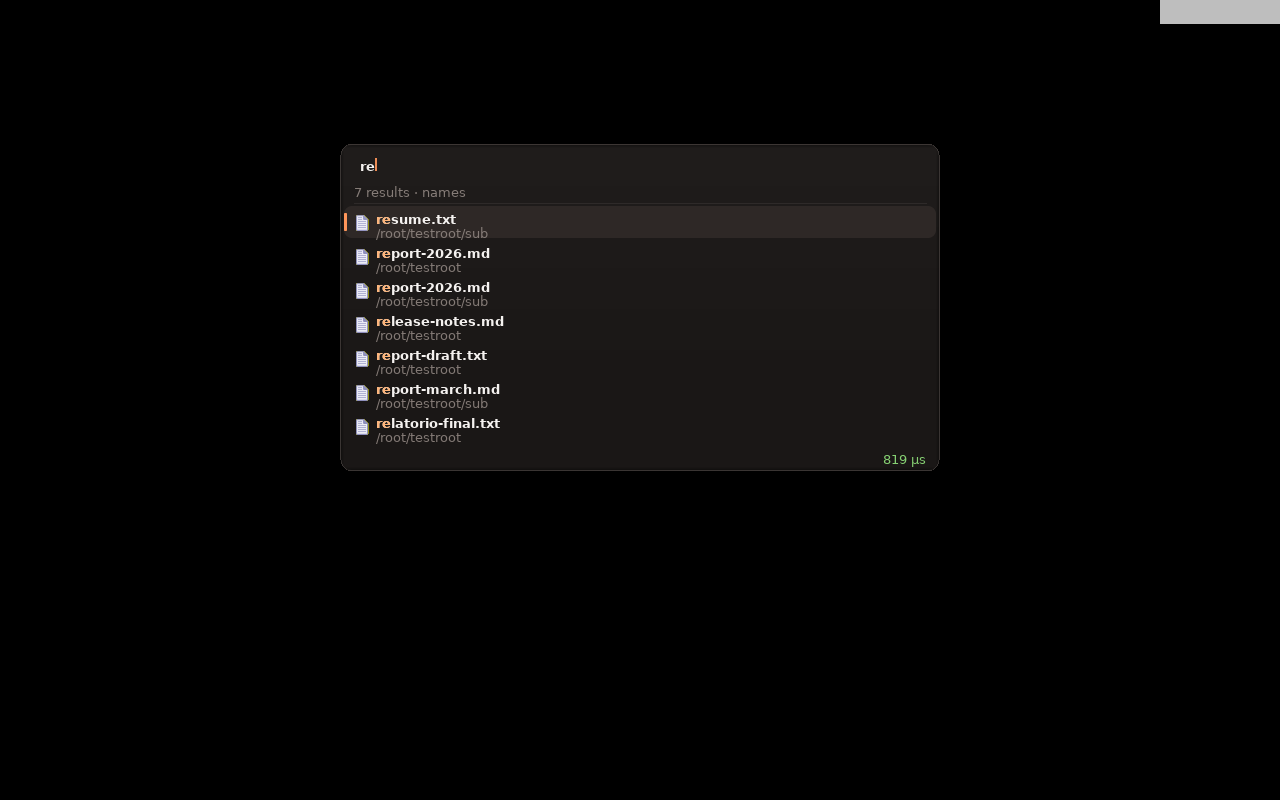 re
7 results · names
resume.txt
/root/testroot/sub
report-2026.md
/root/testroot
report-2026.md
/root/testroot/sub
release-notes.md
/root/testroot
report-draft.txt
/root/testroot
report-march.md
/root/testroot/sub
relatorio-final.txt
/root/testroot
819 µs